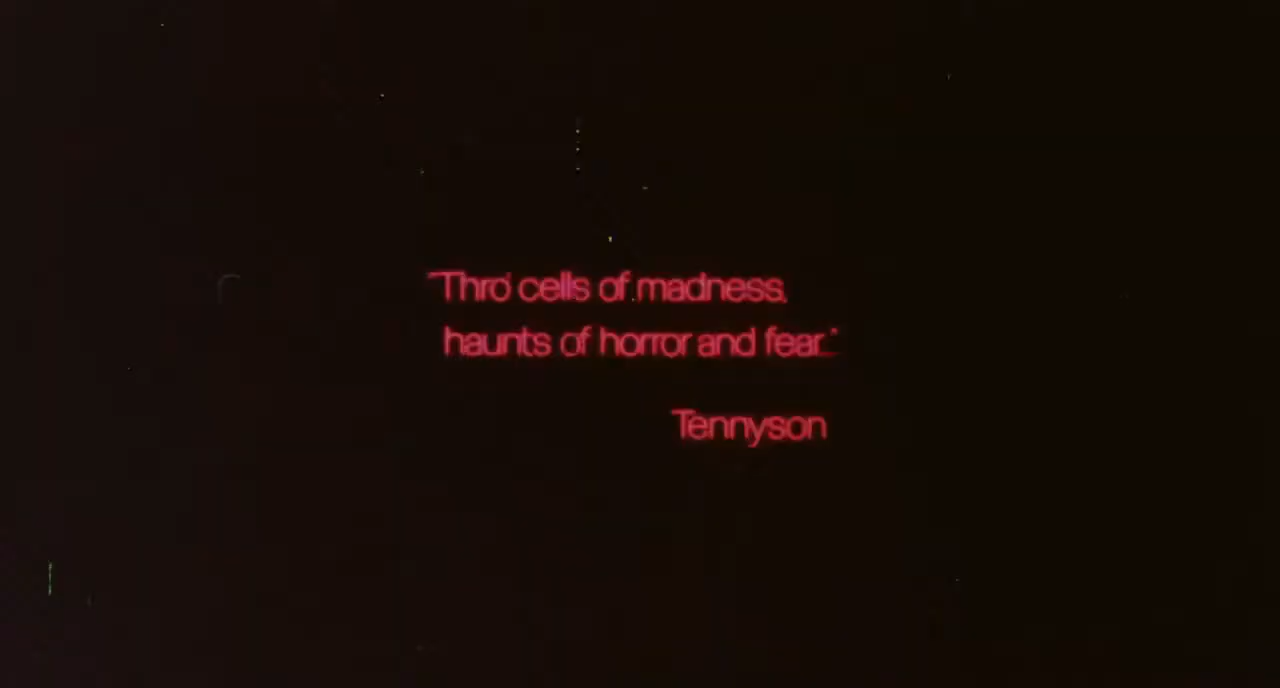 "Thro' cells of madness,
haunts of horror and fear."
Tennyson